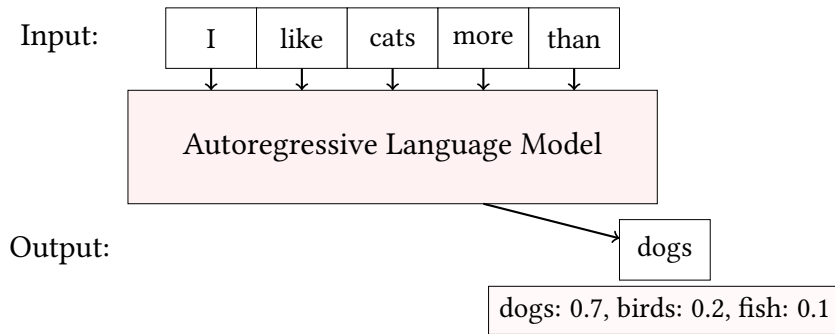 Input: I like cats more than
Autoregressive Language Model
Output: dogs
dogs: 0.7, birds: 0.2, fish: 0.1